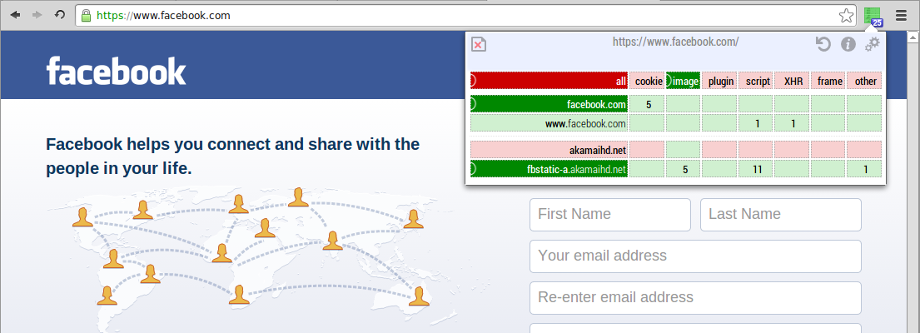 https://www.facebook.com
25
https://www.facebook.com/
all cookie image plugin script XHR frame other
facebook.com 5
www.facebook.com 1 1
akamaihd.net
fbstatic-a.akamaihd.net 5 11 1
facebook
Facebook helps you connect and share with the
people in your life.
First Name Last Name
Your email address
Re-enter email address